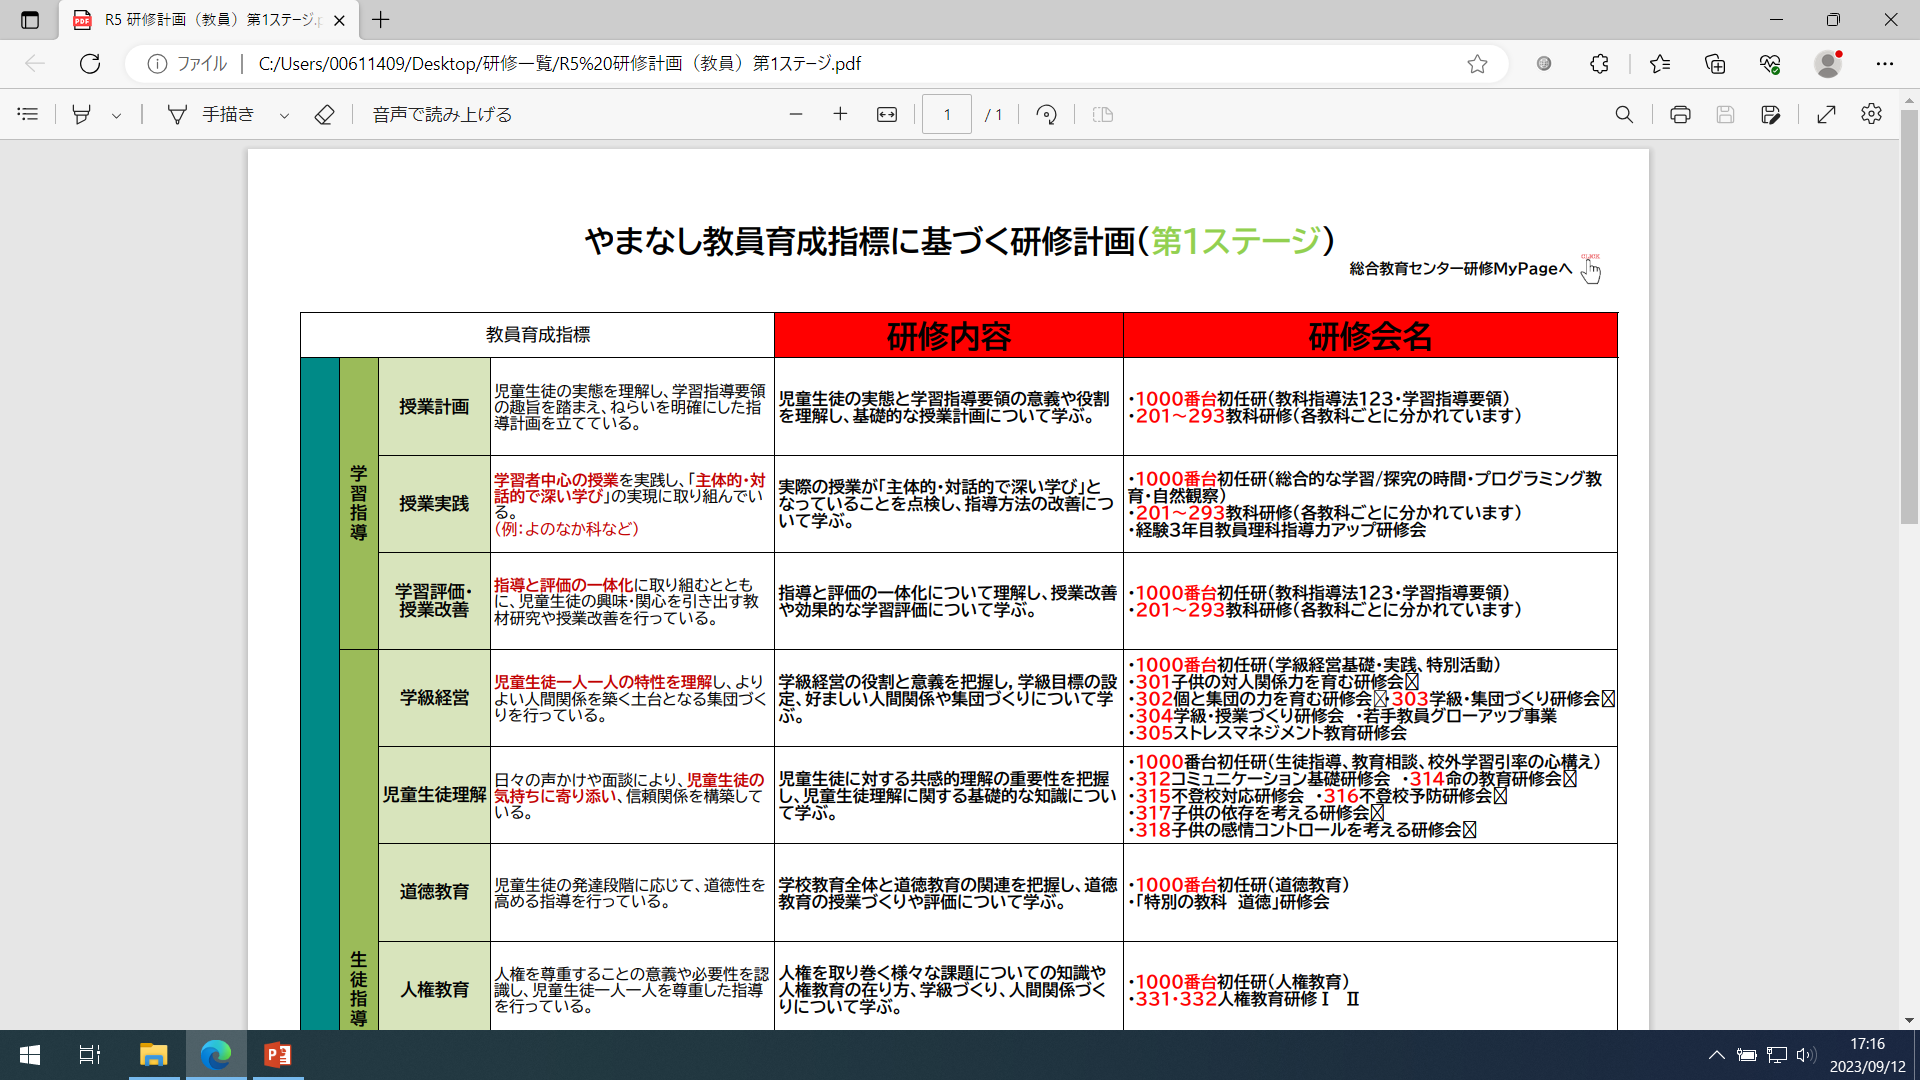 R5 研修計画（教員）第1ステージ.p
ファイル
C:/Users/00611409/Desktop/研修一覧/R5%20研修計画（教員）第1ステージ.pdf
手描き
音声で読み上げる
1
/ 1
やまなし教員育成指標に基づく研修計画(第1ステージ)
総合教育センター研修MyPageへ
CLICK
教員育成指標
研修内容
研修会名
学習指導
授業計画
児童生徒の実態を理解し、学習指導要領
の趣旨を踏まえ、ねらいを明確にした指
導計画を立てている。
児童生徒の実態と学習指導要領の意義や役割
を理解し、基礎的な授業計画について学ぶ。
・1000番台初任研(教科指導法123・学習指導要領)
・201～293教科研修(各教科ごとに分かれています)
授業実践
学習者中心の授業を実践し、「主体的・対
話的で深い学び」の実現に取り組んでい
る。
(例：よのなか科など)
実際の授業が「主体的・対話的で深い学び」と
なっていることを点検し、指導方法の改善につ
いて学ぶ。
・1000番台初任研(総合的な学習/探究の時間・プログラミング教
育・自然観察)
・201～293教科研修(各教科ごとに分かれています)
・経験3年目教員理科指導力アップ研修会
学習評価・
授業改善
指導と評価の一体化に取り組むととも
に、児童生徒の興味・関心を引き出す教
材研究や授業改善を行っている。
指導と評価の一体化について理解し、授業改善
や効果的な学習評価について学ぶ。
・1000番台初任研(教科指導法123・学習指導要領)
・201～293教科研修(各教科ごとに分かれています)
生徒指導
学級経営
児童生徒一人一人の特性を理解し、より
よい人間関係を築く土台となる集団づく
りを行っている。
学級経営の役割と意義を把握し，学級目標の設
定、好ましい人間関係や集団づくりについて学
ぶ。
・1000番台初任研(学級経営基礎・実践、特別活動)
・301子供の対人関係力を育む研修会
・302個と集団の力を育む研修会 ・303学級・集団づくり研修会
・304学級・授業づくり研修会　・若手教員グローアップ事業
・305ストレスマネジメント教育研修会
児童生徒理解
日々の声かけや面談により、児童生徒の
気持ちに寄り添い、信頼関係を構築して
いる。
児童生徒に対する共感的理解の重要性を把握
し、児童生徒理解に関する基礎的な知識につい
て学ぶ。
・1000番台初任研(生徒指導、教育相談、校外学習引率の心構え)
・312コミュニケーション基礎研修会　・314命の教育研修会
・315不登校対応研修会　・316不登校予防研修会
・317子供の依存を考える研修会
・318子供の感情コントロールを考える研修会
道徳教育
児童生徒の発達段階に応じて、道徳性を
高める指導を行っている。
学校教育全体と道徳教育の関連を把握し、道徳
教育の授業づくりや評価について学ぶ。
・1000番台初任研(道徳教育)
・「特別の教科　道徳」研修会
人権教育
人権を尊重することの意義や必要性を認
識し、児童生徒一人一人を尊重した指導
を行っている。
人権を取り巻く様々な課題についての知識や
人権教育の在り方、学級づくり、人間関係づく
りについて学ぶ。
・1000番台初任研(人権教育)
・331・332人権教育研修Ⅰ　Ⅱ
17:16
2023/09/12